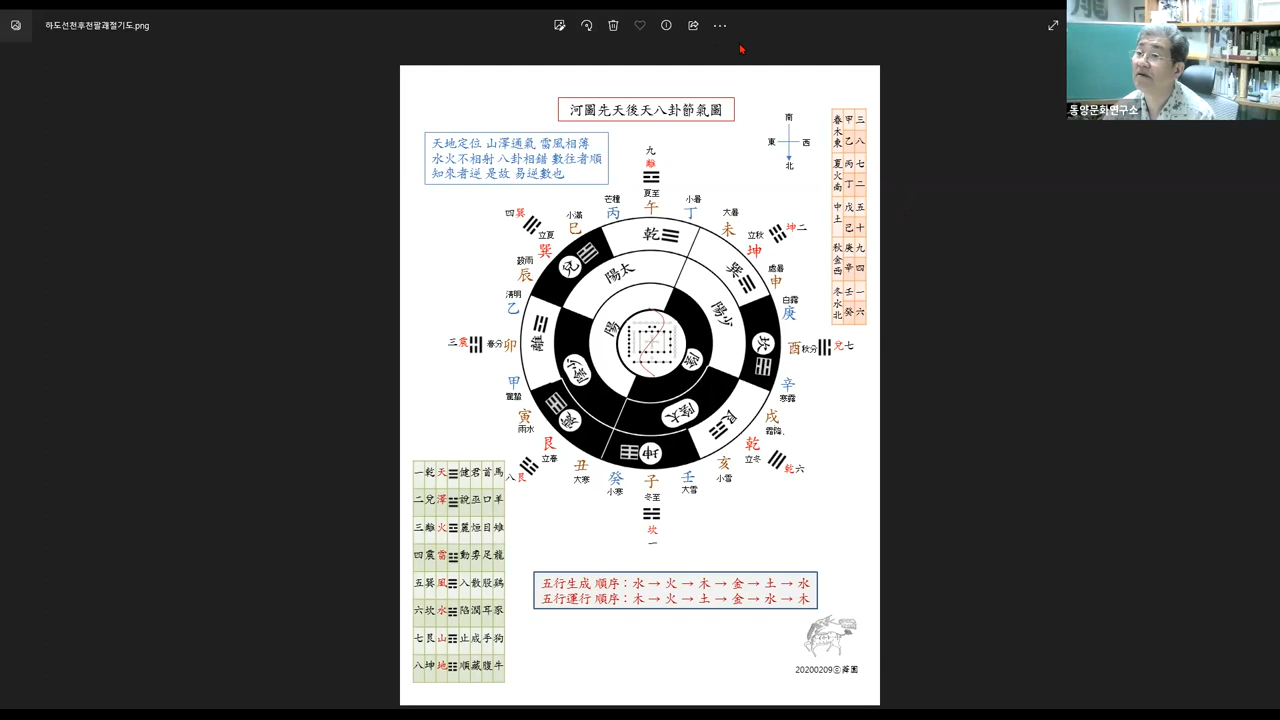 하도선천후천팔괘절기도.png
동양문화연구소
河圖先天後天八卦節氣圖
天地定位 山澤通氣 雷風相薄
水火不相射 八卦相錯 數往者順
知來者逆 是故 易逆數也
南
東 西
北
三甲春
八乙木東
七丙夏
二丁火南
五戊中
十己土
九庚秋
四辛金西
一壬冬
六癸水北
九
離
夏至
午
芒種
丙
小暑
丁
小滿
巳
大暑
未
四巽
立夏
巽
坤二
立秋
坤
穀雨
辰
處暑
申
清明
乙
白露
庚
三震
春分
卯
酉
秋分
兌七
甲
驚蟄
辛
寒露
寅
雨水
戌
霜降
艮
立春
八艮
乾
立冬
乾六
丑
大寒
亥
小雪
癸
小寒
壬
大雪
子
冬至
坎
一
乾
兌
巽
離
坎
震
艮
坤
陽太
陽少
陰少
陰太
陽
陰
一乾天健君首馬
二兌澤說巫口羊
三離火麗烜目雉
四震雷動勇足龍
五巽風入散股鷄
六坎水陷潤耳豕
七艮山止成手狗
八坤地順藏腹牛
五行生成 順序 : 水 → 火 → 木 → 金 → 土 → 水
五行運行 順序 : 木 → 火 → 土 → 金 → 水 → 木